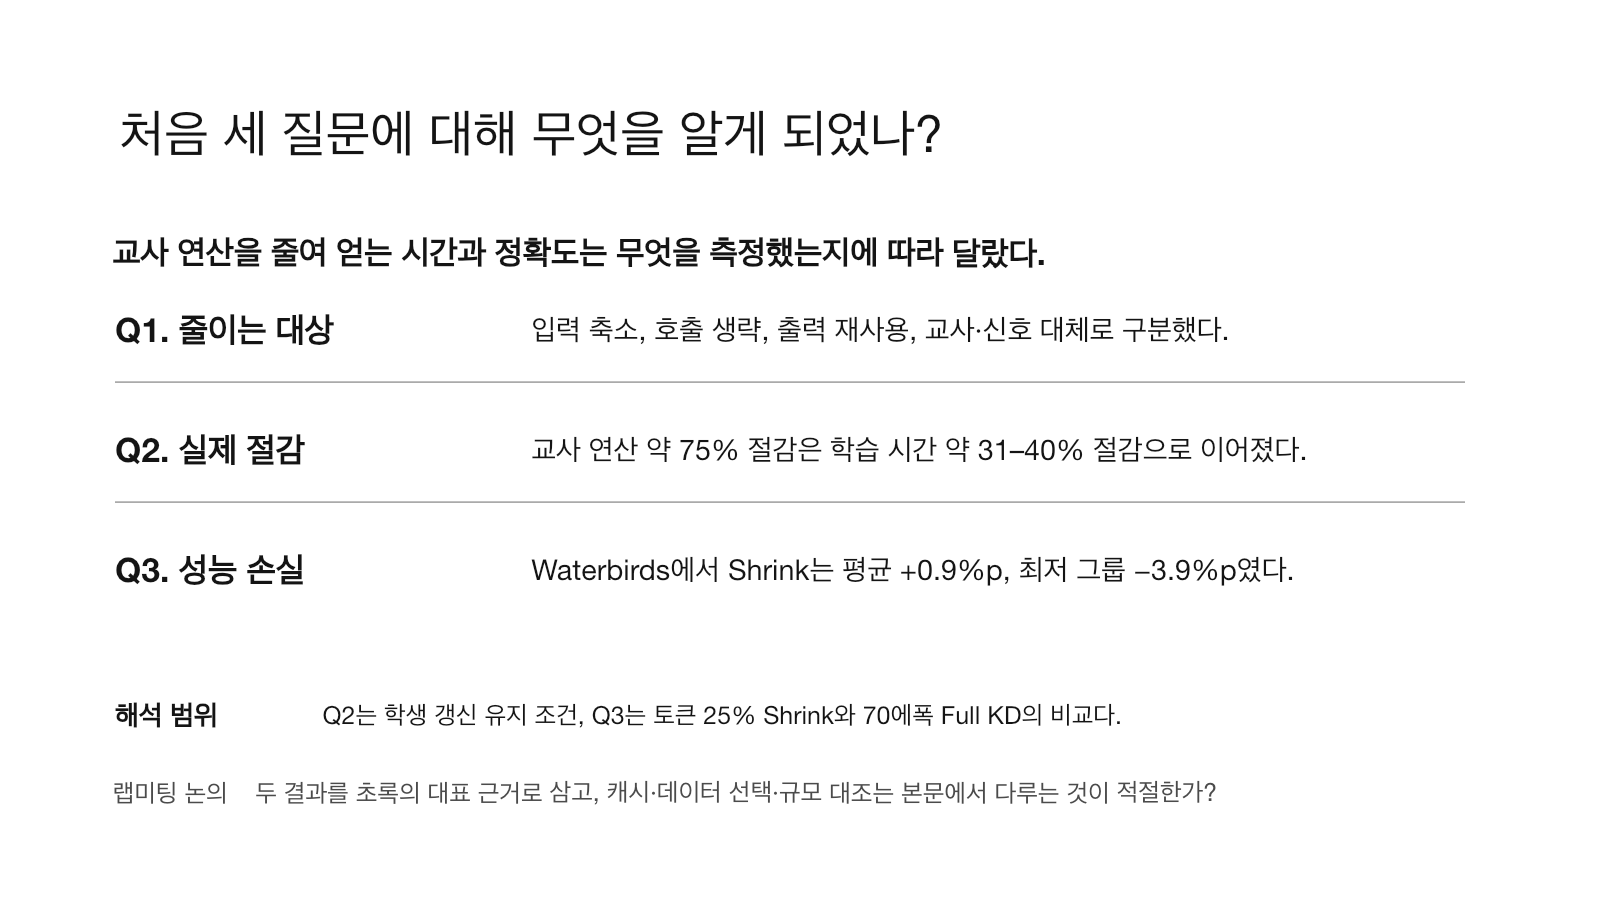 처음 세 질문에 대해 무엇을 알게 되었나?
교사 연산을 줄여 얻는 시간과 정확도는 무엇을 측정했는지에 따라 달랐다.
Q1. 줄이는 대상 입력 축소, 호출 생략, 출력 재사용, 교사·신호 대체로 구분했다.
Q2. 실제 절감 교사 연산 약 75% 절감은 학습 시간 약 31–40% 절감으로 이어졌다.
Q3. 성능 손실 Waterbirds에서 Shrink는 평균 +0.9%p, 최저 그룹 −3.9%p였다.
해석 범위 Q2는 학생 갱신 유지 조건, Q3는 토큰 25% Shrink와 70에폭 Full KD의 비교다.
랩미팅 논의 두 결과를 초록의 대표 근거로 삼고, 캐시·데이터 선택·규모 대조는 본문에서 다루는 것이 적절한가?